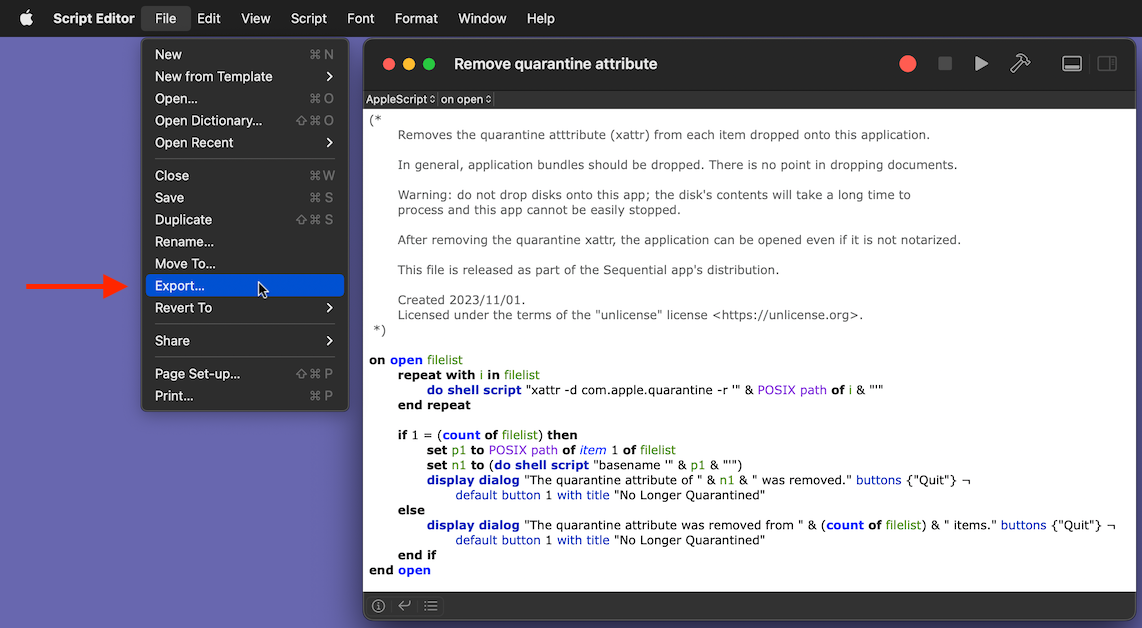 Script Editor File Edit View Script Font Format Window Help
New ⌘ N
New from Template
Open... ⌘ O
Open Dictionary... ⇧ ⌘ O
Open Recent
Close ⌘ W
Save ⌘ S
Duplicate ⇧ ⌘ S
Rename...
Move To...
Export...
Revert To
Share
Page Set-up... ⇧ ⌘ P
Print... ⌘ P
Remove quarantine attribute
AppleScript on open
(*
Removes the quarantine atttribute (xattr) from each item dropped onto this application.
In general, application bundles should be dropped. There is no point in dropping documents.
Warning: do not drop disks onto this app; the disk's contents will take a long time to
process and this app cannot be easily stopped.
After removing the quarantine xattr, the application can be opened even if it is not notarized.
This file is released as part of the Sequential app's distribution.
Created 2023/11/01.
Licensed under the terms of the "unlicense" license <https://unlicense.org>.
*)
on open filelist
repeat with i in filelist
do shell script "xattr -d com.apple.quarantine -r '" & POSIX path of i & "'"
end repeat
if 1 = (count of filelist) then
set p1 to POSIX path of item 1 of filelist
set n1 to (do shell script "basename '" & p1 & "'")
display dialog "The quarantine attribute of " & n1 & " was removed." buttons {"Quit"} ¬
default button 1 with title "No Longer Quarantined"
else
display dialog "The quarantine attribute was removed from " & (count of filelist) & " items." buttons {"Quit"} ¬
default button 1 with title "No Longer Quarantined"
end if
end open